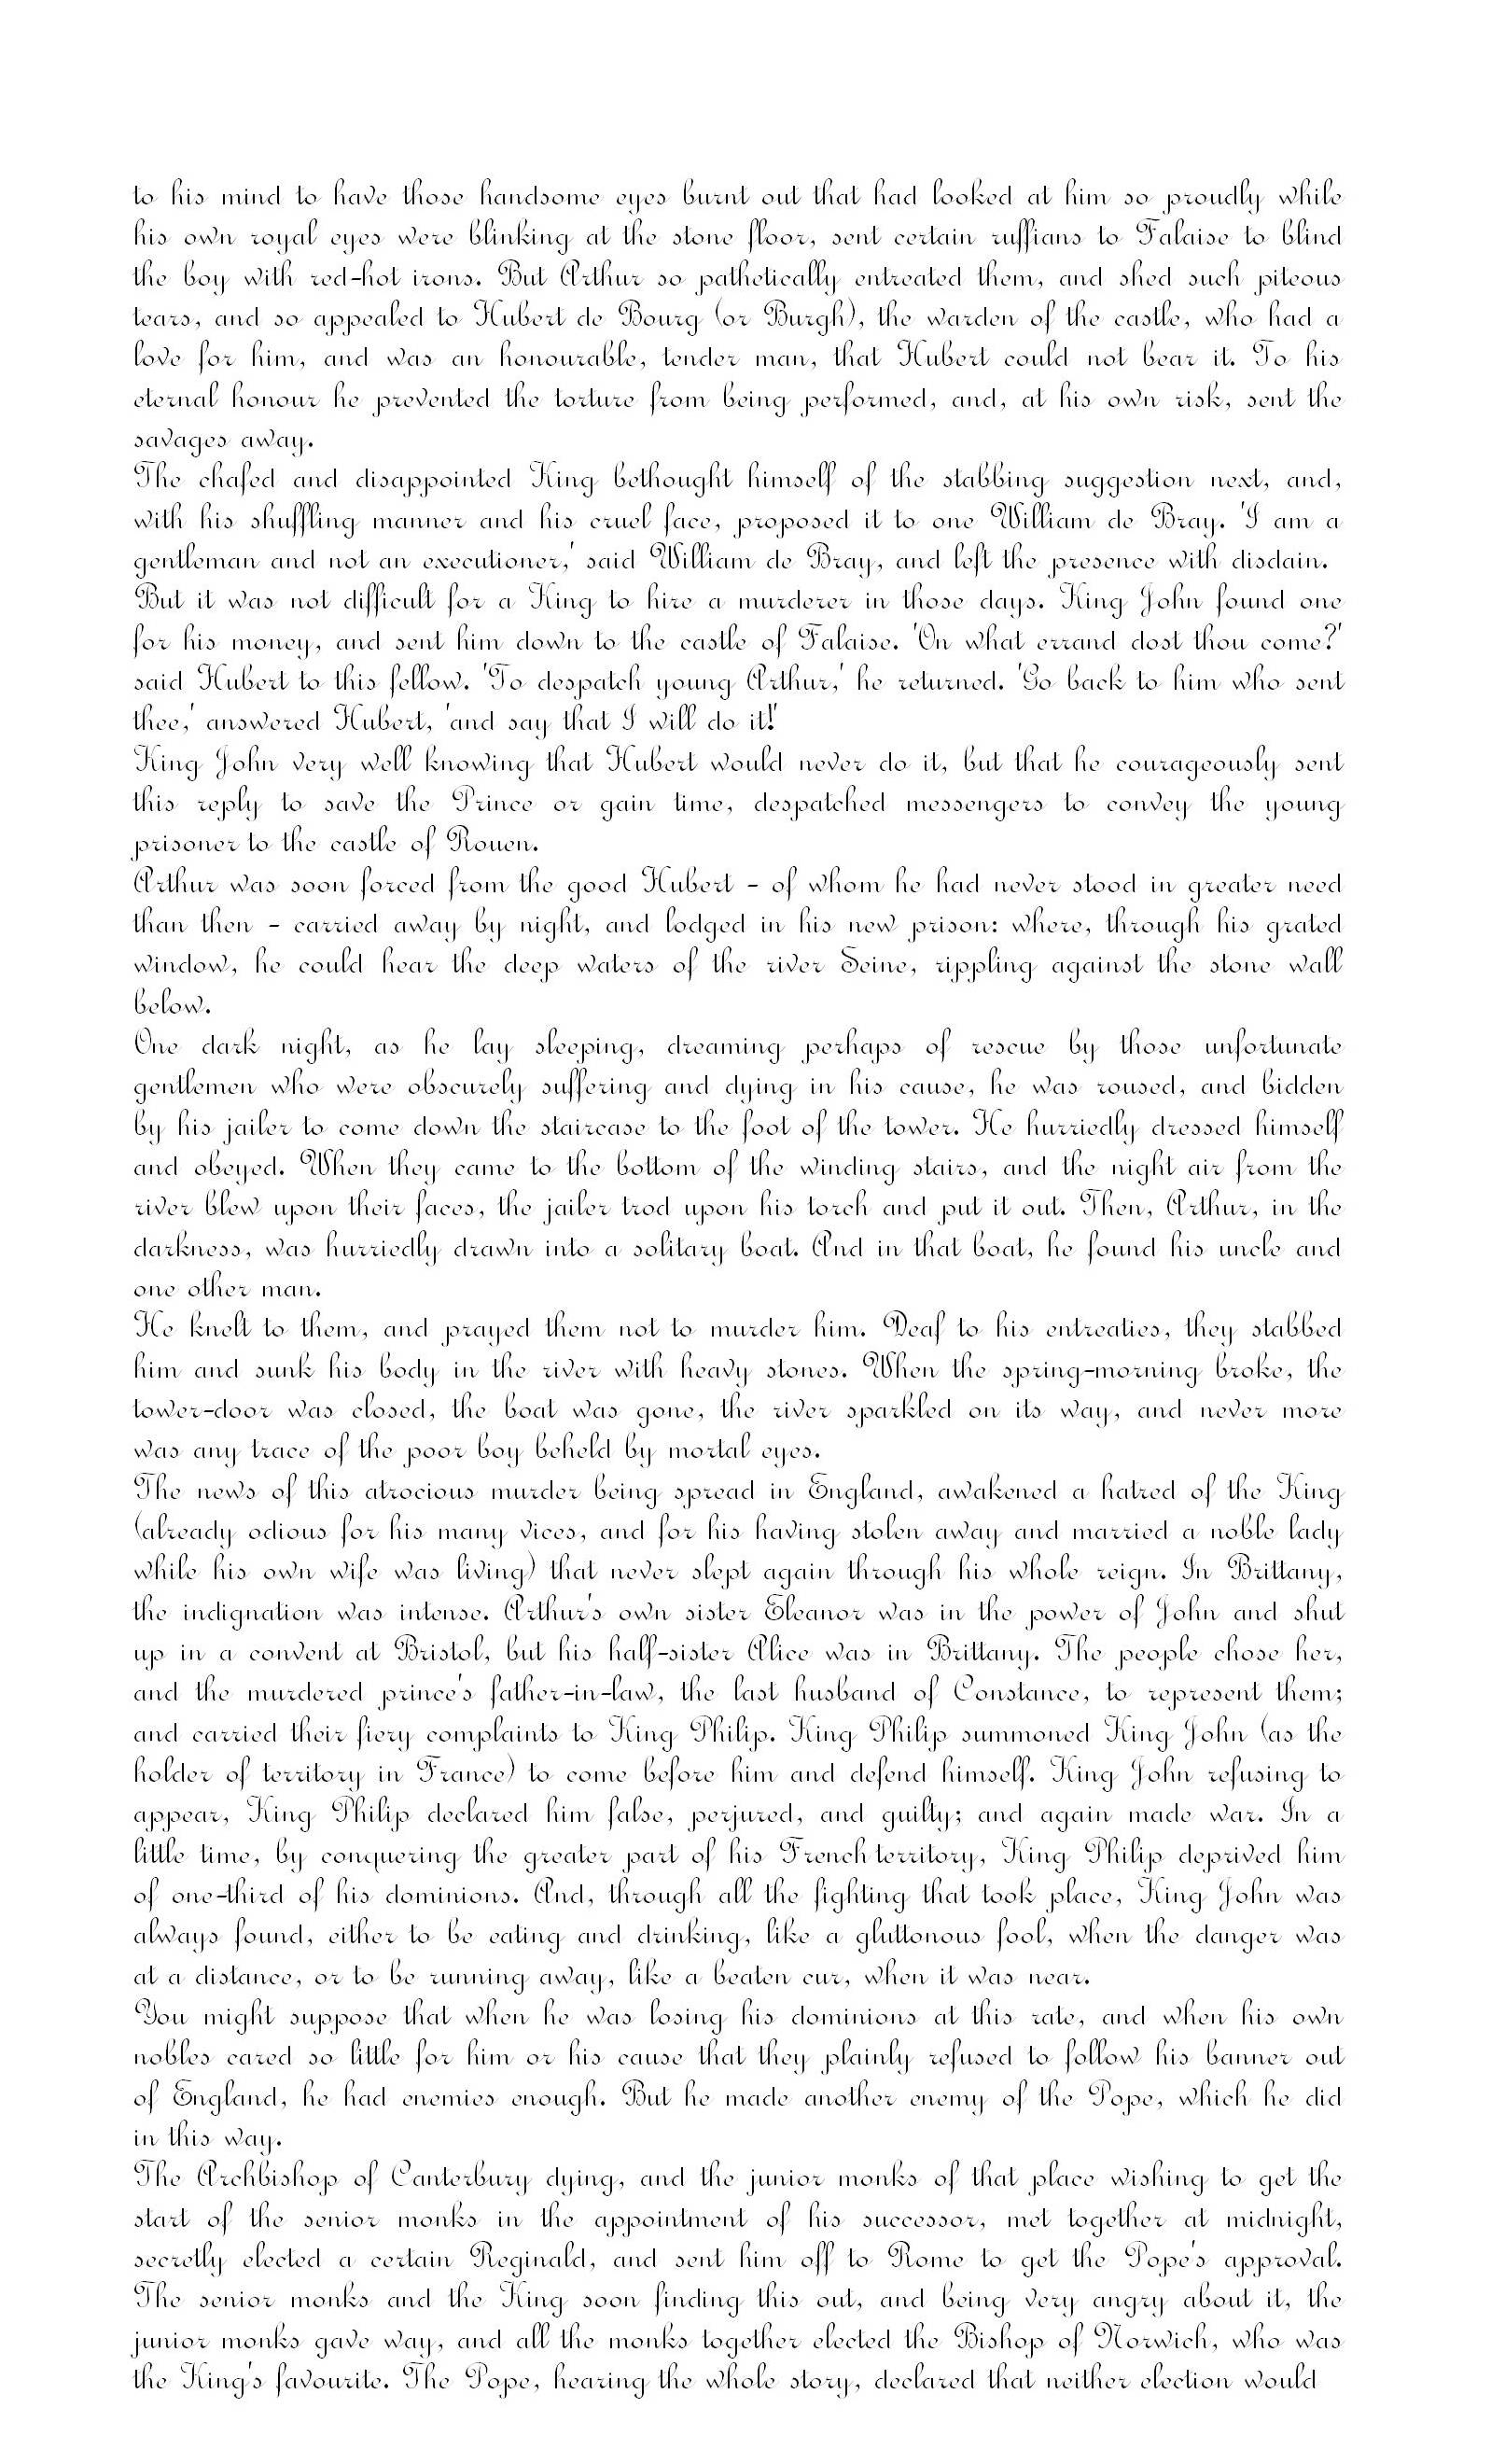 to his mind to have those handsome eyes burnt out that had looked at him so proudly while
his own royal eyes were blinking at the stone floor, sent certain ruffians to Falaise to blind
the boy with red-hot irons. But Arthur so pathetically entreated them, and shed such piteous
tears, and so appealed to Hubert de Bourg (or Burgh), the warden of the castle, who had a
love for him, and was an honourable, tender man, that Hubert could not bear it. To his
eternal honour he prevented the torture from being performed, and, at his own risk, sent the
savages away.
The chafed and disappointed King bethought himself of the stabbing suggestion next, and,
with his shuffling manner and his cruel face, proposed it to one William de Bray. 'I am a
gentleman and not an executioner,' said William de Bray, and left the presence with disdain.
But it was not difficult for a King to hire a murderer in those days. King John found one
for his money, and sent him down to the castle of Falaise. 'On what errand dost thou come?'
said Hubert to this fellow. 'To despatch young Arthur,' he returned. 'Go back to him who sent
thee,' answered Hubert, 'and say that I will do it!'
King John very well knowing that Hubert would never do it, but that he courageously sent
this reply to save the Prince or gain time, despatched messengers to convey the young
prisoner to the castle of Rouen.
Arthur was soon forced from the good Hubert - of whom he had never stood in greater need
than then - carried away by night, and lodged in his new prison: where, through his grated
window, he could hear the deep waters of the river Seine, rippling against the stone wall
below.
One dark night, as he lay sleeping, dreaming perhaps of rescue by those unfortunate
gentlemen who were obscurely suffering and dying in his cause, he was roused, and bidden
by his jailer to come down the staircase to the foot of the tower. He hurriedly dressed himself
and obeyed. When they came to the bottom of the winding stairs, and the night air from the
river blew upon their faces, the jailer trod upon his torch and put it out. Then, Arthur, in the
darkness, was hurriedly drawn into a solitary boat. And in that boat, he found his uncle and
one other man.
He knelt to them, and prayed them not to murder him. Deaf to his entreaties, they stabbed
him and sunk his body in the river with heavy stones. When the spring-morning broke, the
tower-door was closed, the boat was gone, the river sparkled on its way, and never more
was any trace of the poor boy beheld by mortal eyes.
The news of this atrocious murder being spread in England, awakened a hatred of the King
(already odious for his many vices, and for his having stolen away and married a noble lady
while his own wife was living) that never slept again through his whole reign. In Brittany,
the indignation was intense. Arthur's own sister Eleanor was in the power of John and shut
up in a convent at Bristol, but his half-sister Alice was in Brittany. The people chose her,
and the murdered prince's father-in-law, the last husband of Constance, to represent them;
and carried their fiery complaints to King Philip. King Philip summoned King John (as the
holder of territory in France) to come before him and defend himself. King John refusing to
appear, King Philip declared him false, perjured, and guilty; and again made war. In a
little time, by conquering the greater part of his French territory, King Philip deprived him
of one-third of his dominions. And, through all the fighting that took place, King John was
always found, either to be eating and drinking, like a gluttonous fool, when the danger was
at a distance, or to be running away, like a beaten cur, when it was near.
You might suppose that when he was losing his dominions at this rate, and when his own
nobles cared so little for him or his cause that they plainly refused to follow his banner out
of England, he had enemies enough. But he made another enemy of the Pope, which he did
in this way.
The Archbishop of Canterbury dying, and the junior monks of that place wishing to get the
start of the senior monks in the appointment of his successor, met together at midnight,
secretly elected a certain Reginald, and sent him off to Rome to get the Pope's approval.
The senior monks and the King soon finding this out, and being very angry about it, the
junior monks gave way, and all the monks together elected the Bishop of Norwich, who was
the King's favourite. The Pope, hearing the whole story, declared that neither election would